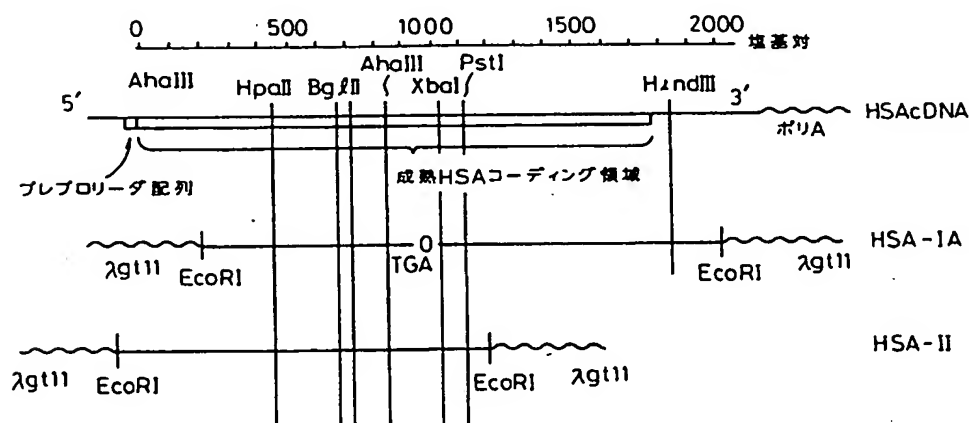 0 500 1000 1500 2000 塩基対
AhaIII HpaII BglII AhaIII XbaI PstI HindIII
5′ 3′ HSAcDNA
ポリA
プレプロリーダ配列 成熟HSAコーディング領域
0 HSA-IA
λgt11 EcoRI TGA EcoRI λgt11
HSA-II
λgt11 EcoRI EcoRI λgt11